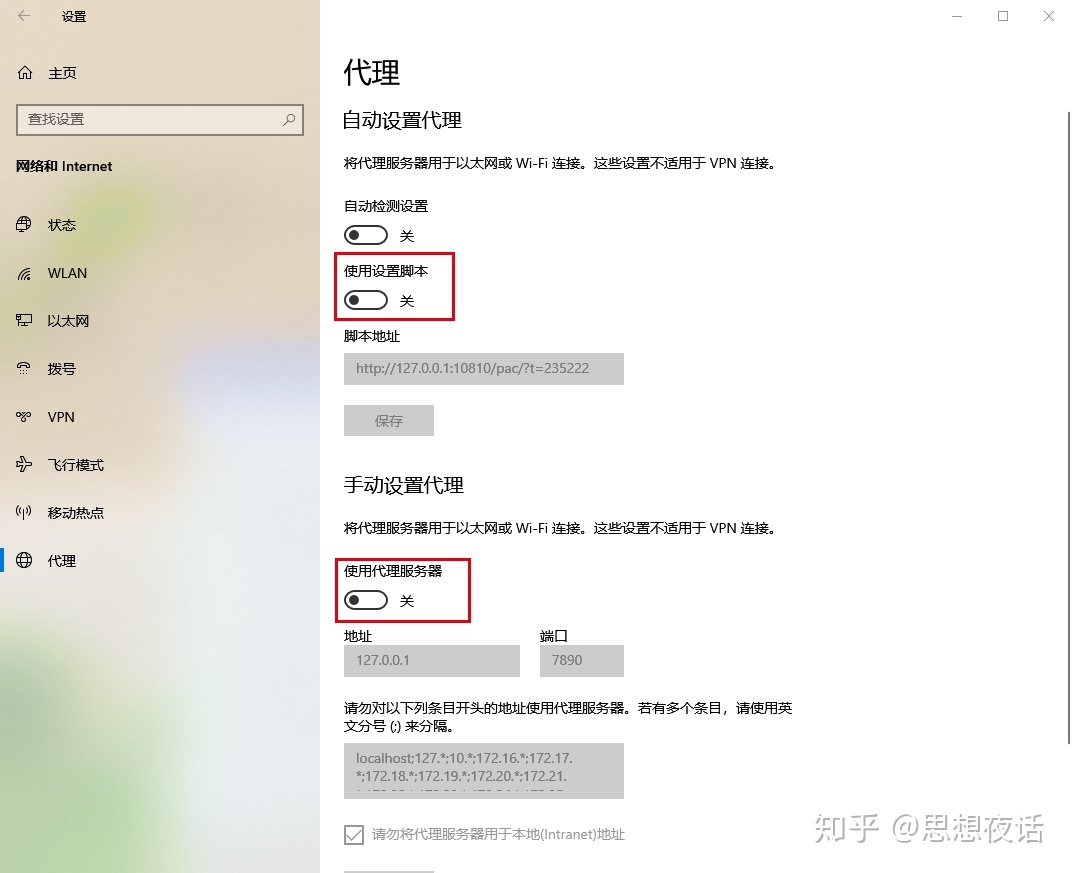 设置
主页
查找设置
网络和 Internet
状态
WLAN
以太网
拨号
VPN
飞行模式
移动热点
代理
代理
自动设置代理
将代理服务器用于以太网或 Wi-Fi 连接。这些设置不适用于 VPN 连接。
自动检测设置
关
使用设置脚本
关
脚本地址
http://127.0.0.1:10810/pac/?t=235222
保存
手动设置代理
将代理服务器用于以太网或 Wi-Fi 连接。这些设置不适用于 VPN 连接。
使用代理服务器
关
地址
端口
127.0.0.1
7890
请勿对以下列条目开头的地址使用代理服务器。若有多个条目，请使用英
文分号 (;) 来分隔。
localhost;127.*;10.*;172.16.*;172.17.
*;172.18.*;172.19.*;172.20.*;172.21.
请勿将代理服务器用于本地(Intranet)地址
知乎 @思想夜话